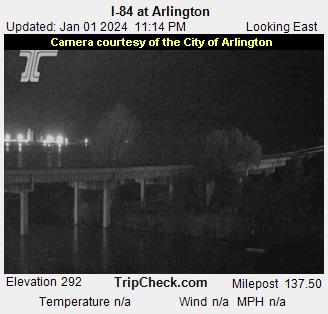 I-84 at Arlington
Updated: Jan 01 2024 11:14 PM Looking East
Camera courtesy of the City of Arlington
Elevation 292 TripCheck.com Milepost 137.50
Temperature n/a Wind n/a MPH n/a